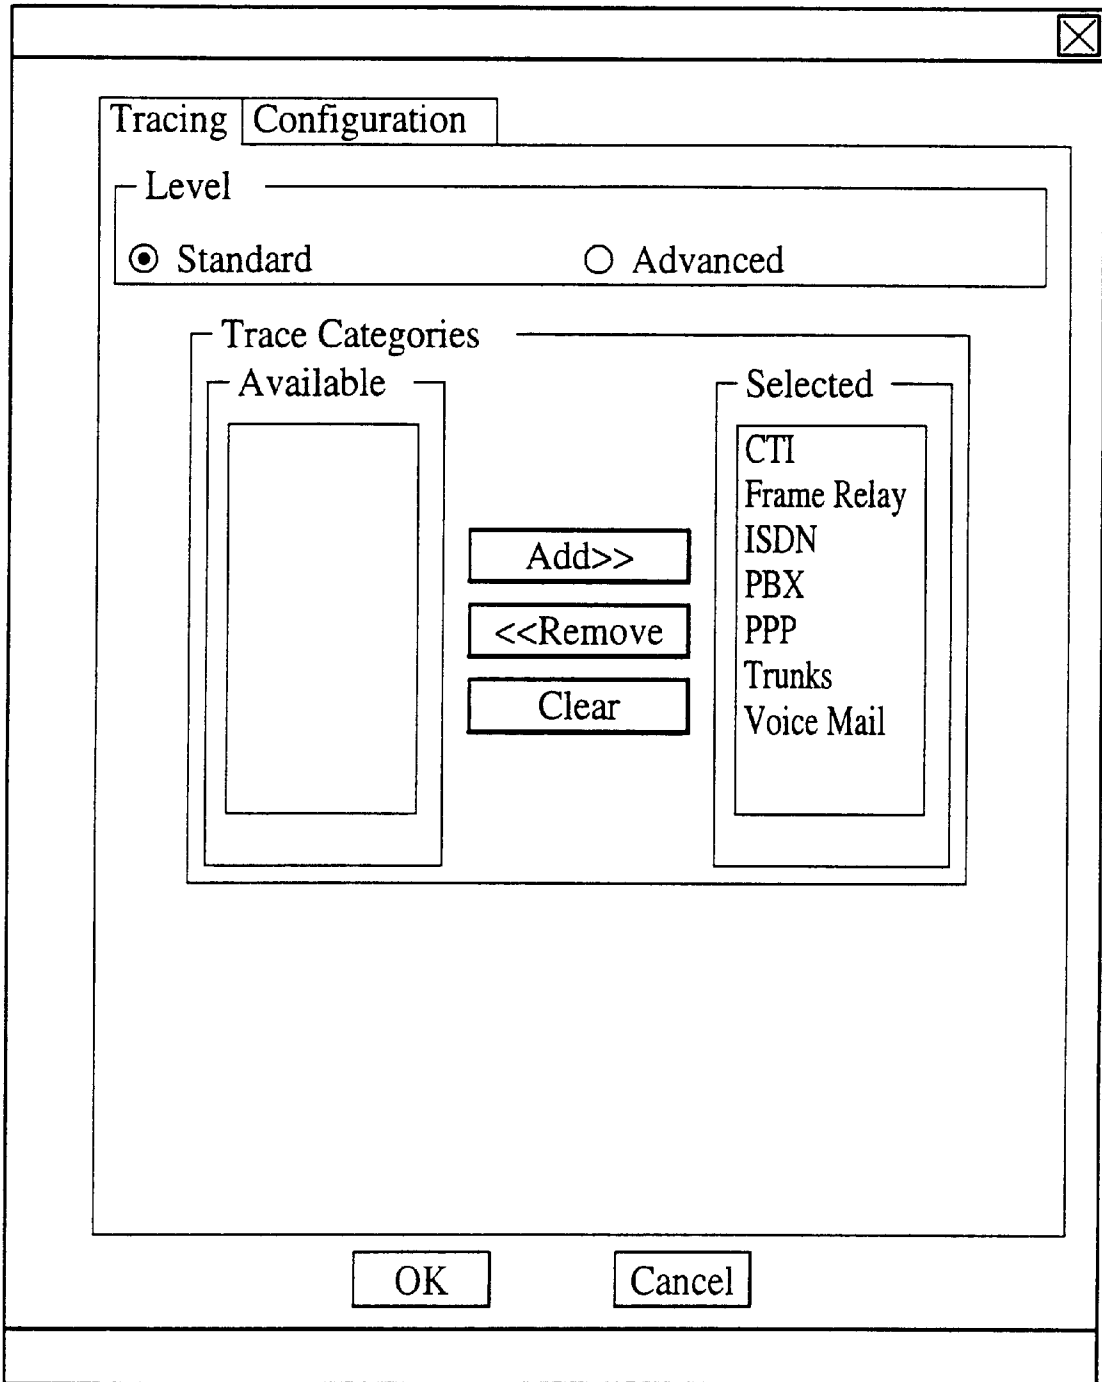 Tracing Configuration
Level
Standard Advanced
Trace Categories
Available
Selected
CTI
Frame Relay
ISDN
PBX
PPP
Trunks
Voice Mail
Add>>
<<Remove
Clear
OK Cancel